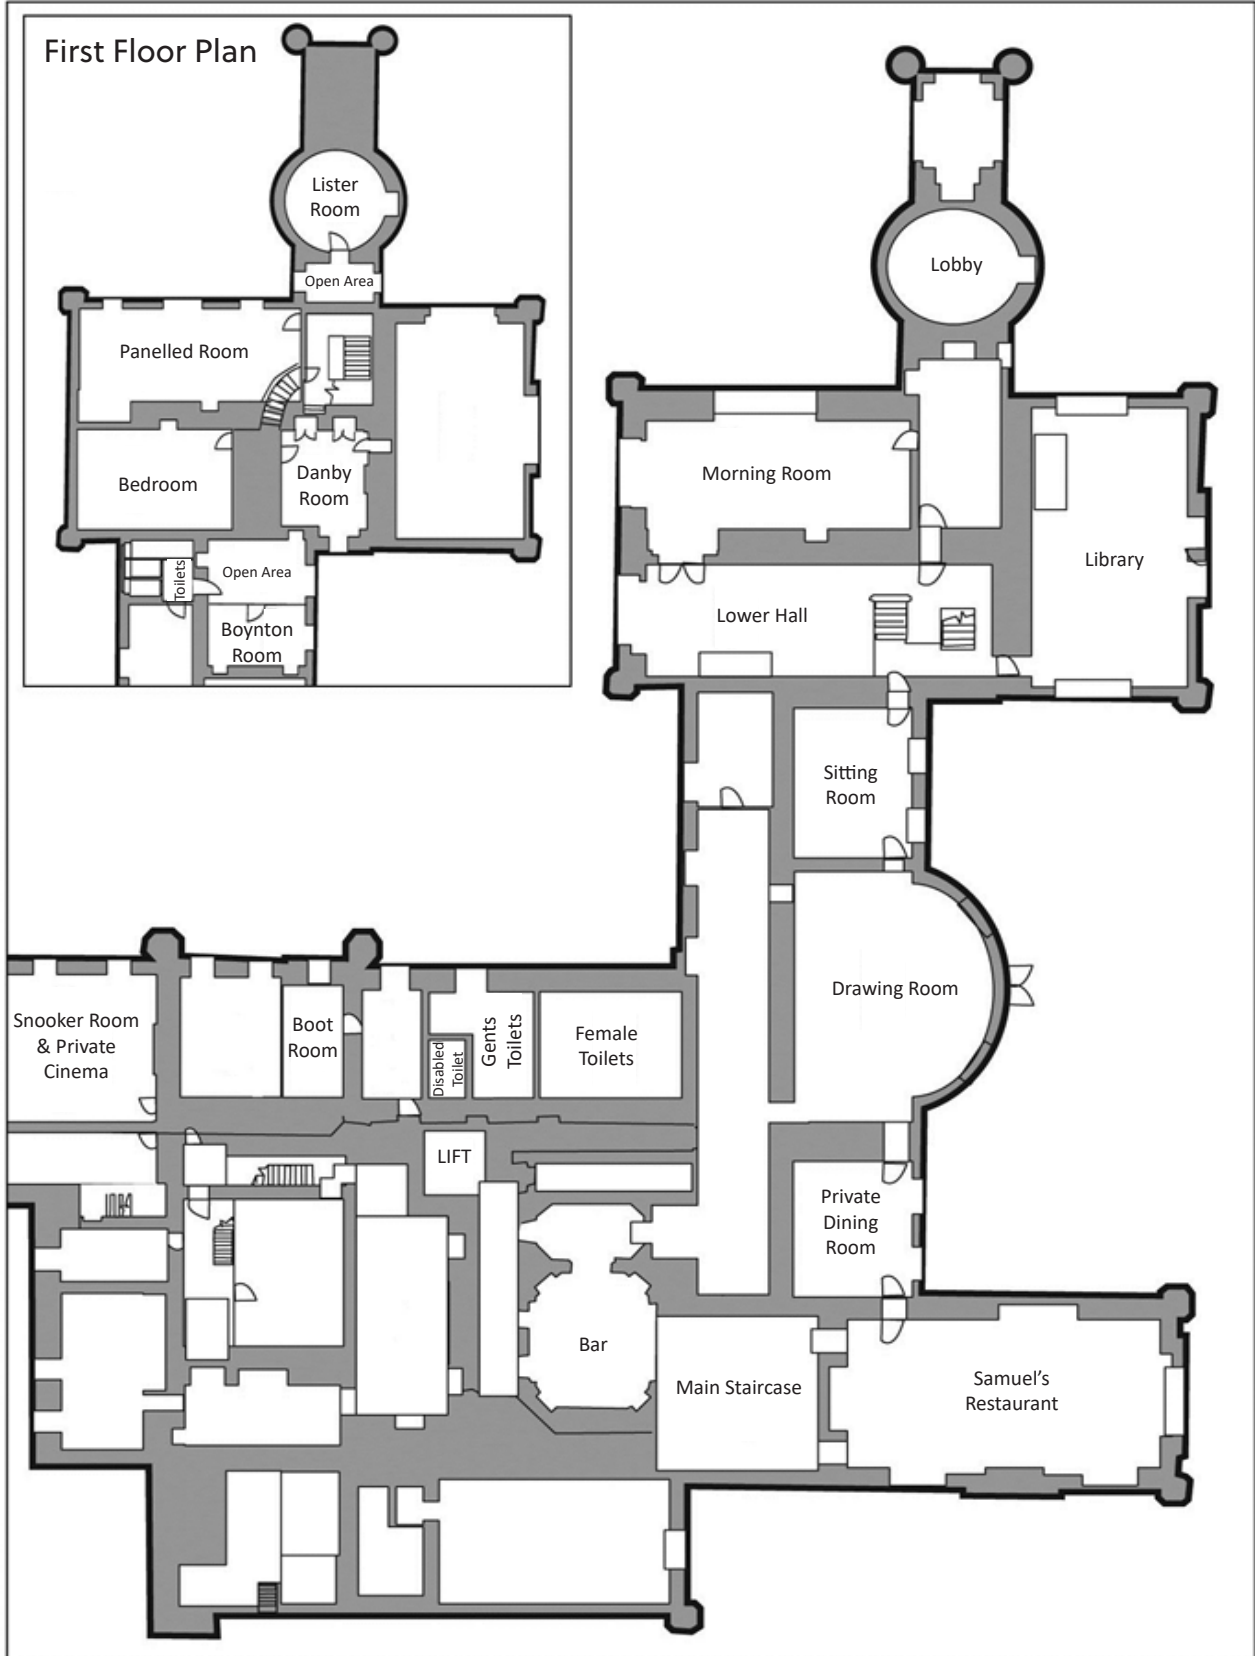 First Floor Plan
Lister
Room
Open Area
Panelled Room
Bedroom
Danby
Room
Toilets
Open Area
Boynton
Room
Lobby
Morning Room
Library
Lower Hall
Sitting
Room
Drawing Room
Snooker Room
& Private
Cinema
Boot
Room
Disabled
Toilet
Gents
Toilets
Female
Toilets
LIFT
Private
Dining
Room
Bar
Main Staircase
Samuel's
Restaurant